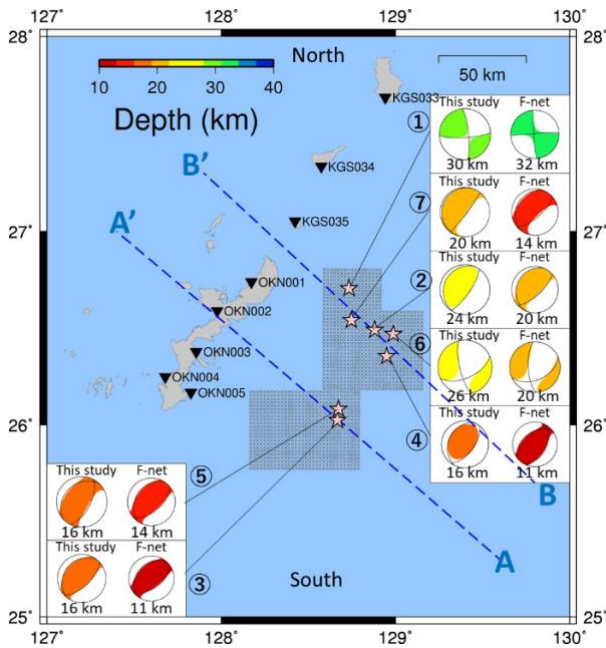 127° 128° 129° 130°
28°
North
10 20 30 40
Depth (km)
50 km
KGS033
This study F-net
①
30 km 32 km
B'
KGS034
This study F-net
⑦
20 km 14 km
A'
KGS035
27°
This study F-net
②
24 km 20 km
OKN001
OKN002
OKN003
OKN004
OKN005
This study F-net
⑥
26 km 20 km
26°
This study F-net
④
16 km 11 km
This study F-net
⑤
16 km 14 km
B
This study F-net
③
16 km 11 km
A
South
25°
127° 128° 129° 130°
28°
27°
26°
25°